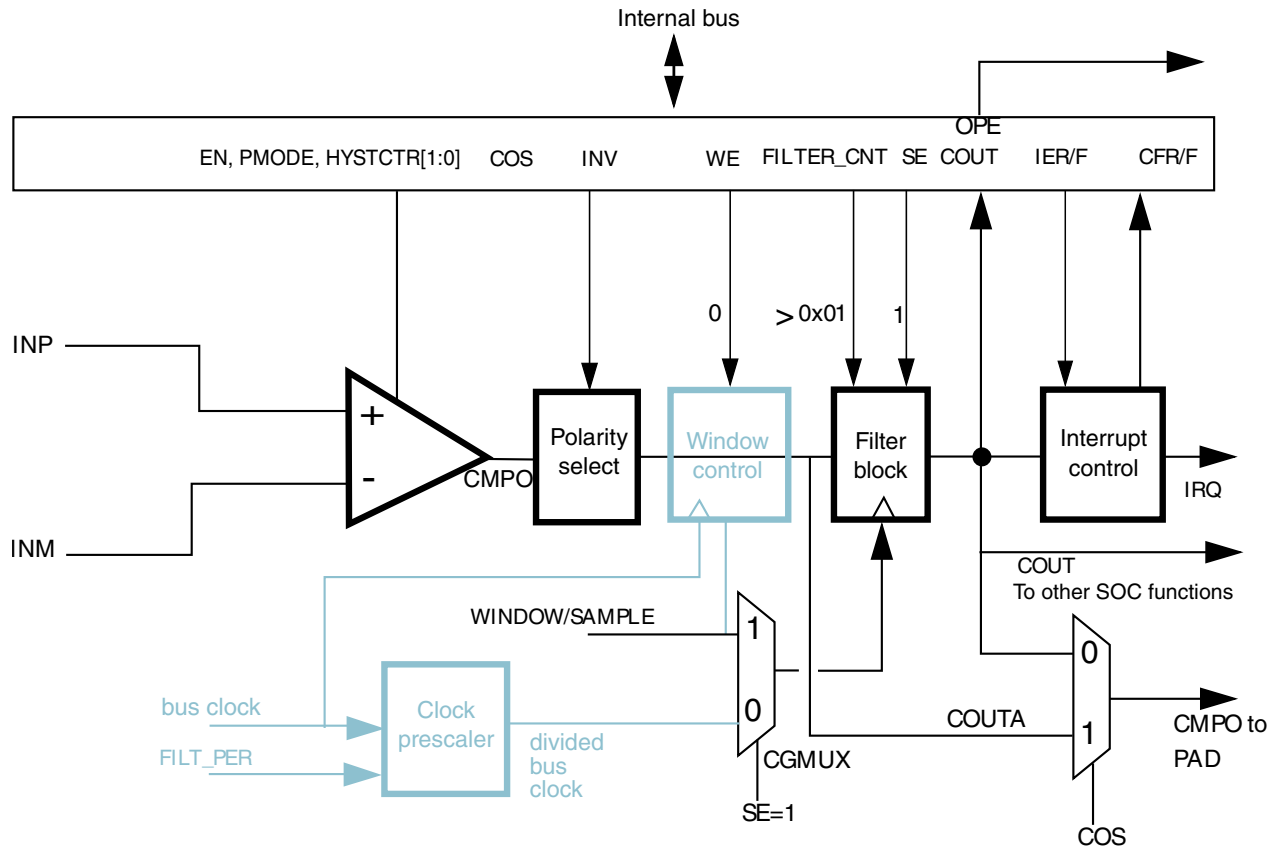 Internal bus
OPE
EN, PMODE, HYSTCTR[1:0] COS INV WE FILTER_CNT SE COUT IER/F CFR/F
0 > 0x01 1
INP
+
Polarity
select
Window
control
Filter
block
Interrupt
control
-
CMPO
IRQ
INM
COUT
To other SOC functions
WINDOW/SAMPLE
1
0
0
1
bus clock
FILT_PER
Clock
prescaler
divided
bus
clock
CGMUX
SE=1
COUTA
CMPO to
PAD
COS